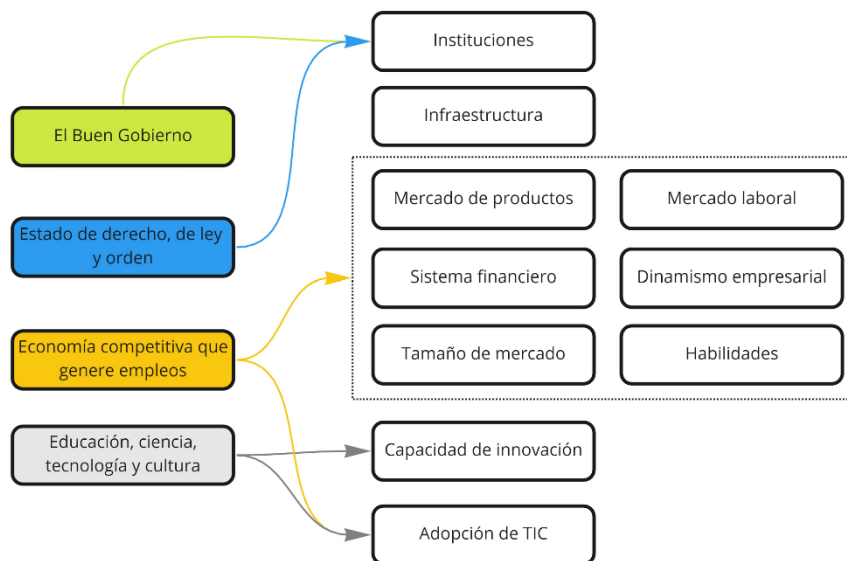 Instituciones
Infraestructura
El Buen Gobierno
Mercado de productos
Mercado laboral
Estado de derecho, de ley
y orden
Sistema financiero
Dinamismo empresarial
Economía competitiva que
genere empleos
Tamaño de mercado
Habilidades
Educación, ciencia,
tecnología y cultura
Capacidad de innovación
Adopción de TIC